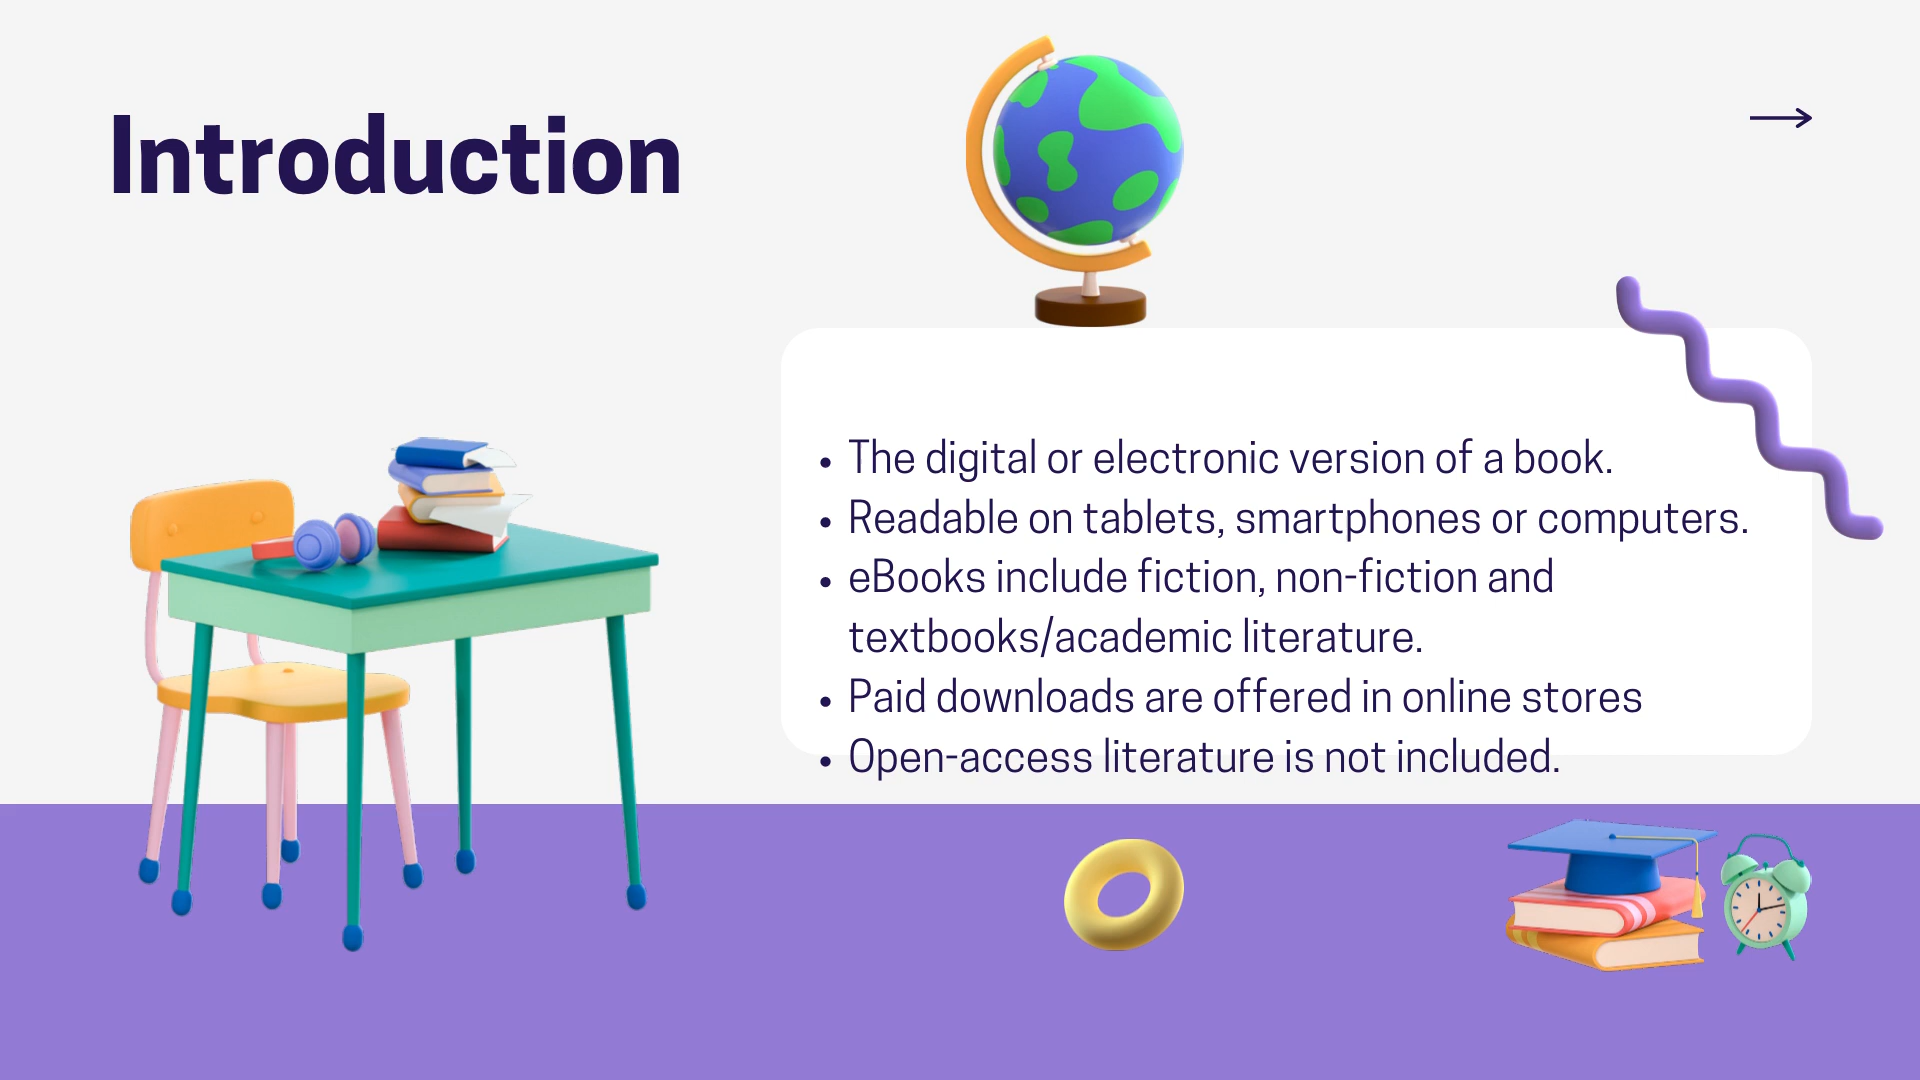 Introduction
• The digital or electronic version of a book.
• Readable on tablets, smartphones or computers.
• eBooks include fiction, non-fiction and
textbooks/academic literature.
• Paid downloads are offered in online stores
• Open-access literature is not included.